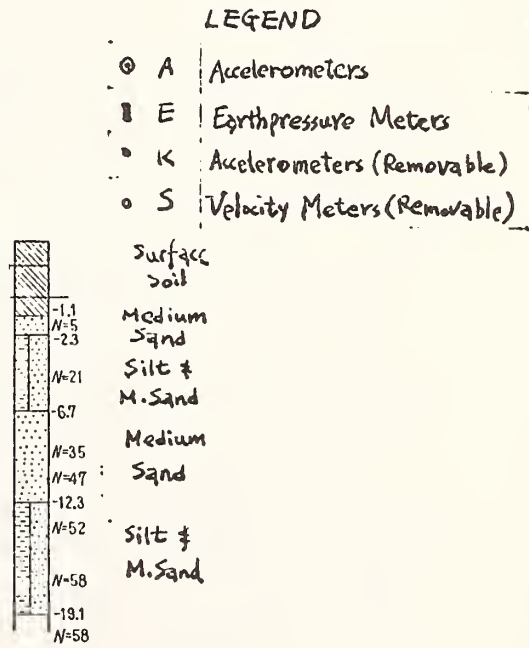 LEGEND
A Accelerometers
E Earthpressure Meters
K Accelerometers (Removable)
S Velocity Meters (Removable)
Surface
Soil
-1.1
Medium
N=5
Sand
-2.3
Silt &
N=21
M.Sand
-6.7
Medium
N=35
Sand
N=47
-12.3
N=52
Silt &
M.Sand
N=58
-19.1
N=58